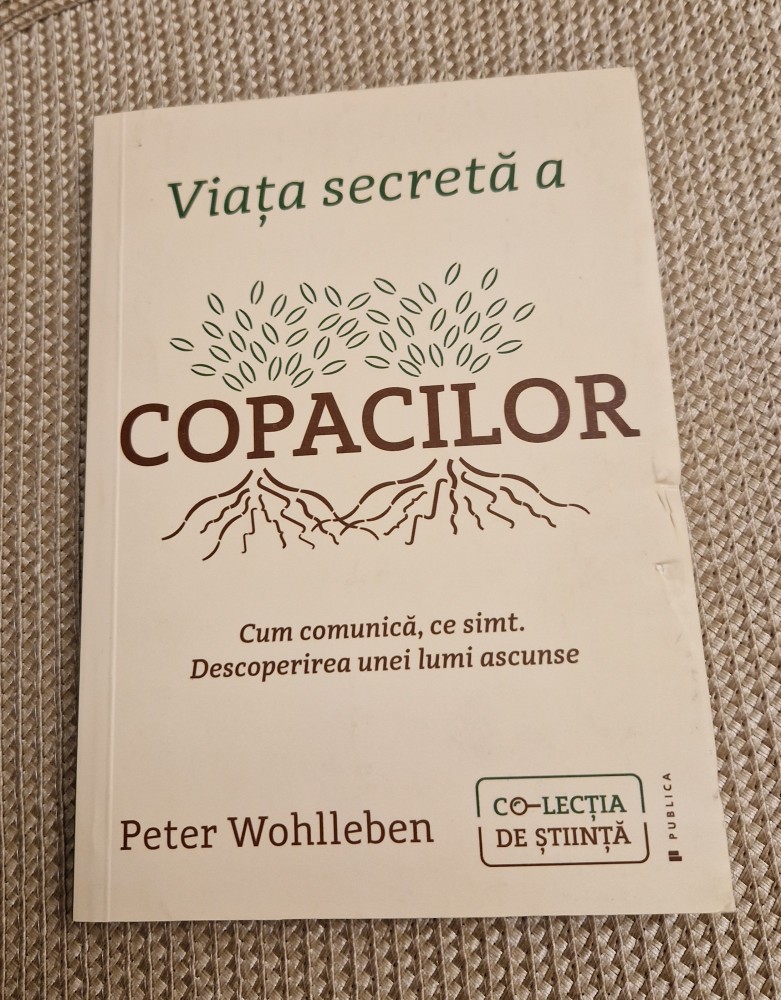 Viața secretă a
COPACILOR
Cum comunică, ce simt.
Descoperirea unei lumi ascunse
Peter Wohlleben
CO-LECȚIA
DE ȘTIINȚĂ
PUBLICA